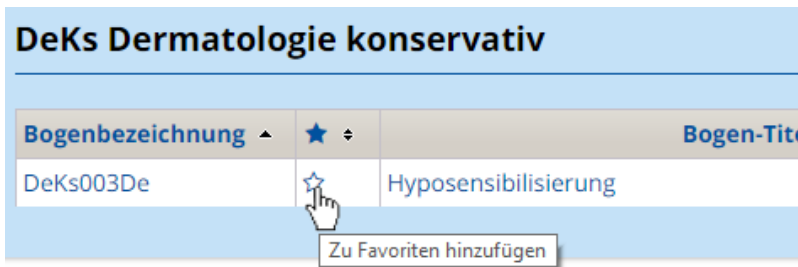 DeKs Dermatologie konservativ
Bogenbezeichnung Bogen-Tite
DeKs003De Hyposensibilisierung
Zu Favoriten hinzufügen